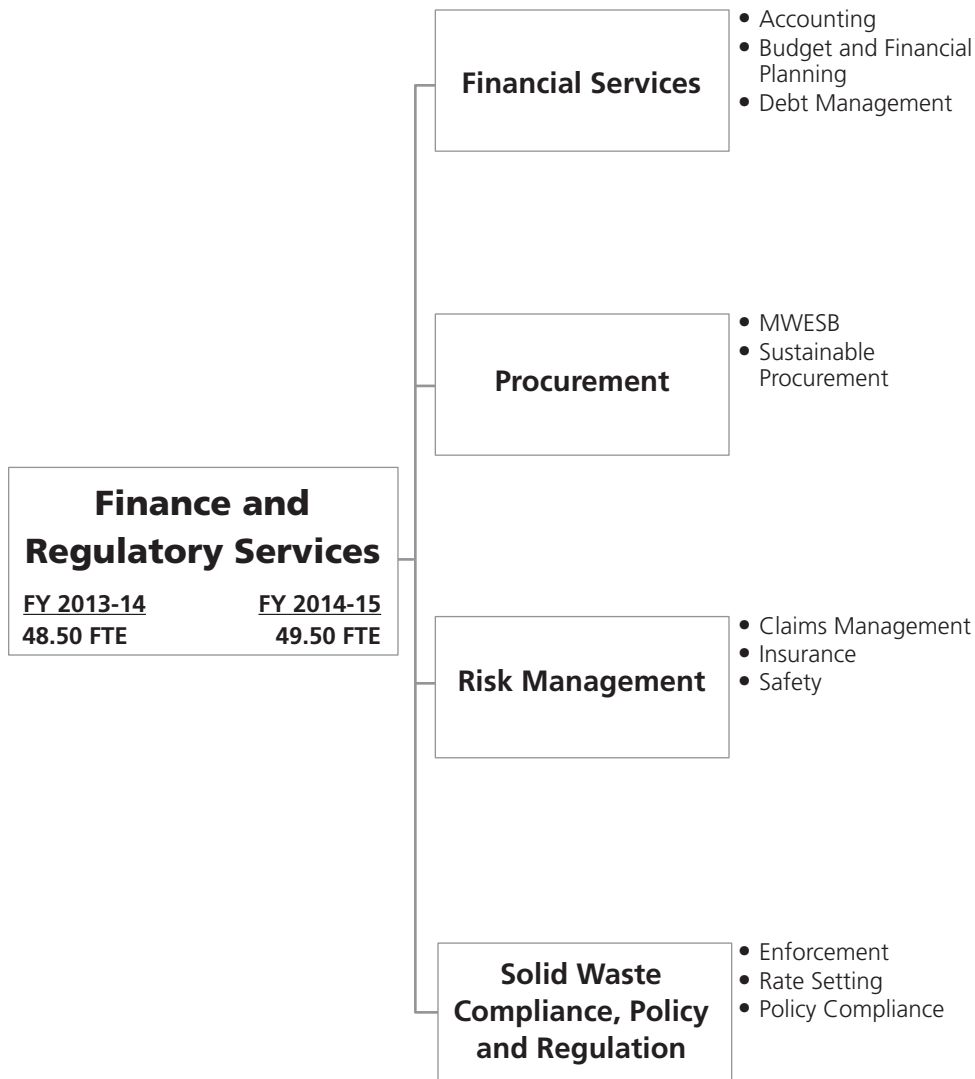 Financial Services
• Accounting
• Budget and Financial
Planning
• Debt Management
Procurement
• MWESB
• Sustainable
Procurement
Finance and
Regulatory Services
FY 2013-14 FY 2014-15
48.50 FTE 49.50 FTE
Risk Management
• Claims Management
• Insurance
• Safety
Solid Waste
Compliance, Policy
and Regulation
• Enforcement
• Rate Setting
• Policy Compliance